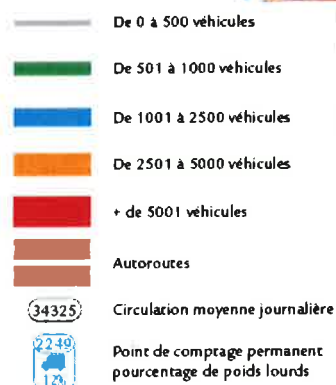 De 0 à 500 véhicules
De 501 à 1000 véhicules
De 1001 à 2500 véhicules
De 2501 à 5000 véhicules
+ de 5001 véhicules
Autoroutes
34325 Circulation moyenne journalière
2249
Point de comptage permanent
12% pourcentage de poids lourds